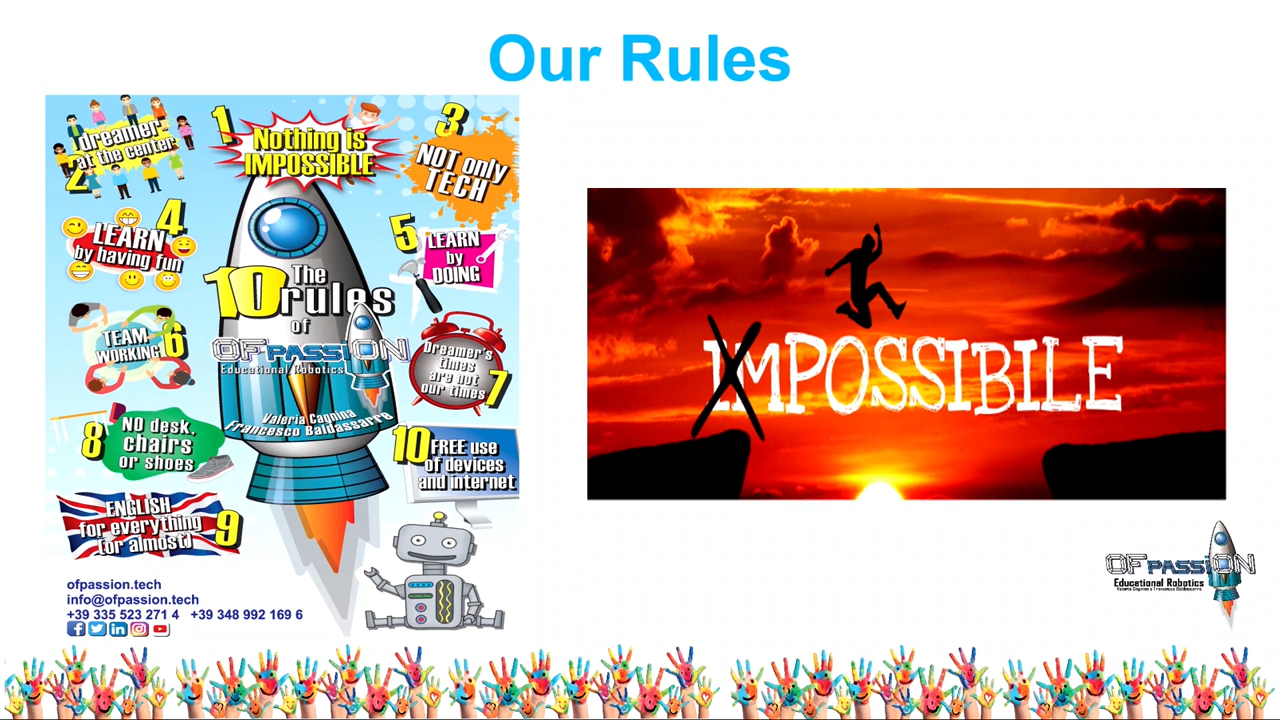 Our Rules
1
Nothing is
IMPOSSIBLE
dreamer
at the center
2
3
NOT only
TECH
4
LEARN
by having fun
5
LEARN
by
DOING
The
10 rules
of
OFpassiON
Educational Robotics
Valeria Cagnina
Francesco Baldassarre
TEAM-
WORKING
6
Dreamer's
times
are not
our times
7
8
NO desk,
chairs
or shoes
10
FREE use
of devices
and internet
ENGLISH
for everything
(or almost)
9
ofpassion.tech
info@ofpassion.tech
+39 335 523 271 4 +39 348 992 169 6
IMPOSSIBILE
OFpassiON
Educational Robotics
Valeria Cagnina e Francesco Baldassarre